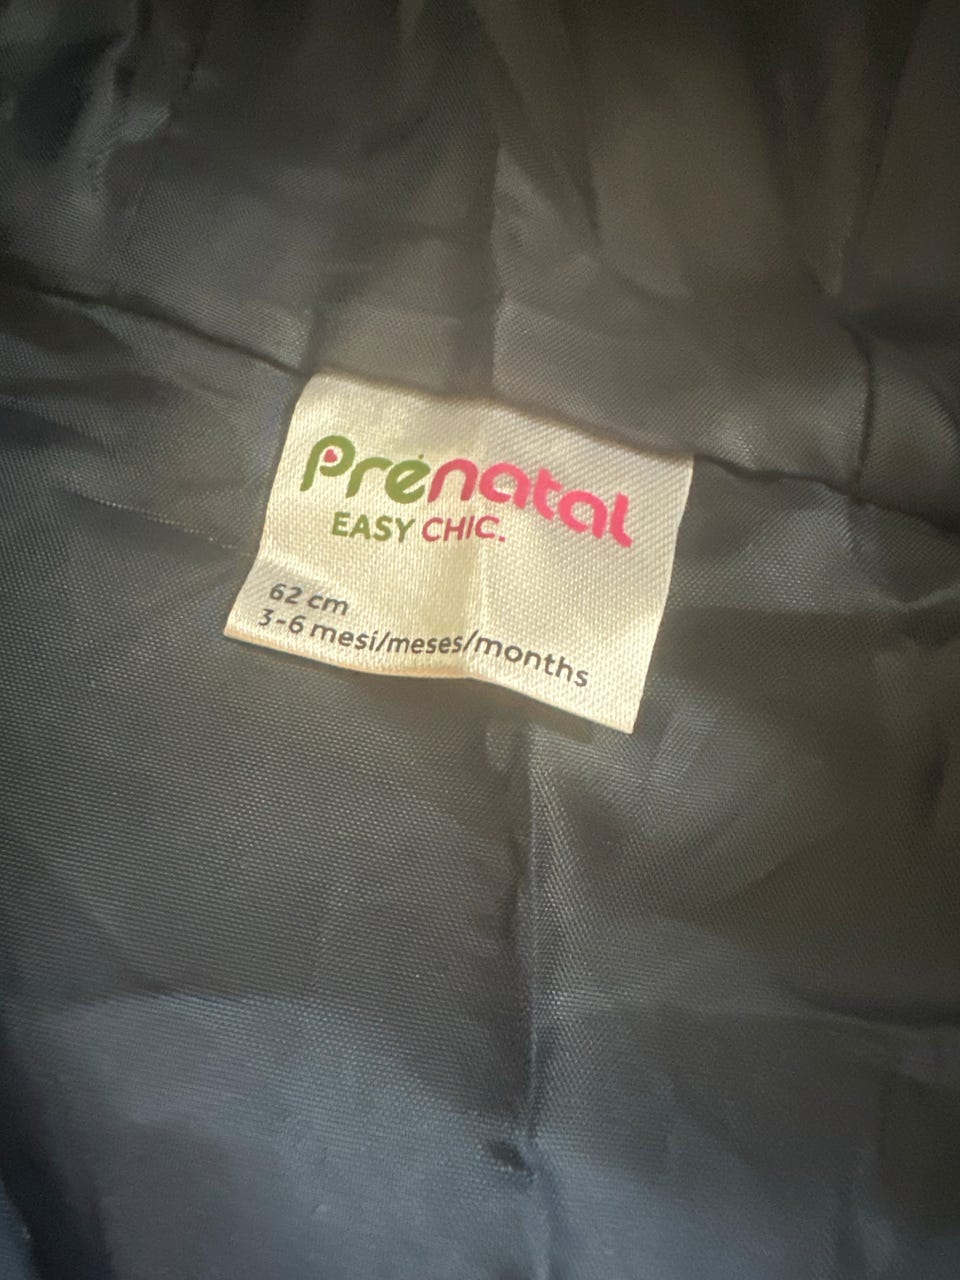 Prénatal
EASY CHIC.
62 cm
3-6 mesi/meses/months